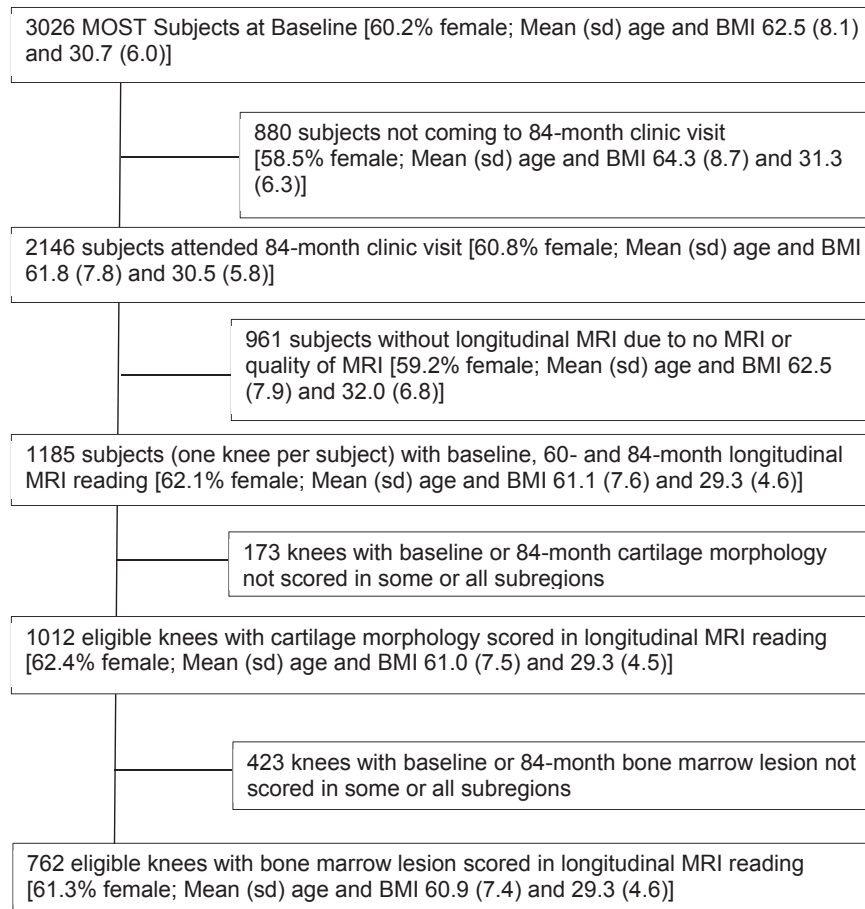 3026 MOST Subjects at Baseline [60.2% female; Mean (sd) age and BMI 62.5 (8.1)
and 30.7 (6.0)]
880 subjects not coming to 84-month clinic visit
[58.5% female; Mean (sd) age and BMI 64.3 (8.7) and 31.3
(6.3)]
2146 subjects attended 84-month clinic visit [60.8% female; Mean (sd) age and BMI
61.8 (7.8) and 30.5 (5.8)]
961 subjects without longitudinal MRI due to no MRI or
quality of MRI [59.2% female; Mean (sd) age and BMI 62.5
(7.9) and 32.0 (6.8)]
1185 subjects (one knee per subject) with baseline, 60- and 84-month longitudinal
MRI reading [62.1% female; Mean (sd) age and BMI 61.1 (7.6) and 29.3 (4.6)]
173 knees with baseline or 84-month cartilage morphology
not scored in some or all subregions
1012 eligible knees with cartilage morphology scored in longitudinal MRI reading
[62.4% female; Mean (sd) age and BMI 61.0 (7.5) and 29.3 (4.5)]
423 knees with baseline or 84-month bone marrow lesion not
scored in some or all subregions
762 eligible knees with bone marrow lesion scored in longitudinal MRI reading
[61.3% female; Mean (sd) age and BMI 60.9 (7.4) and 29.3 (4.6)]